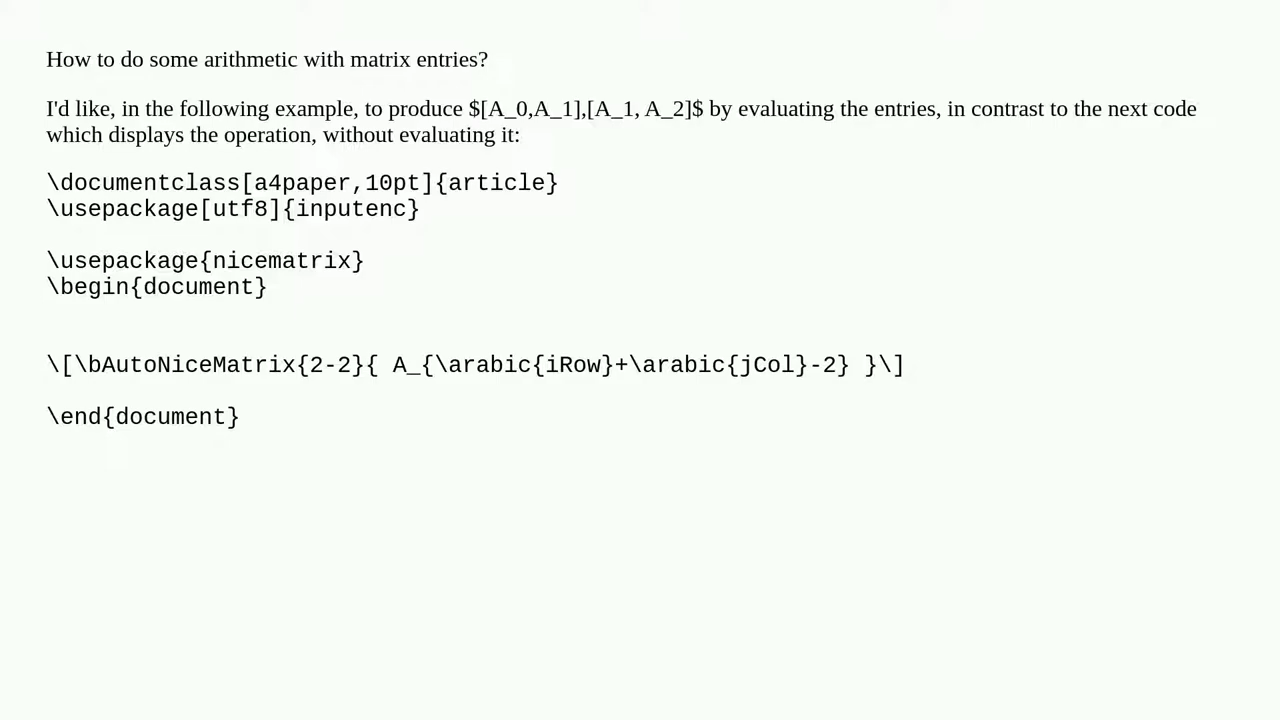 How to do some arithmetic with matrix entries?
I'd like, in the following example, to produce $[A_0,A_1],[A_1, A_2]$ by evaluating the entries, in contrast to the next code
which displays the operation, without evaluating it:
\documentclass[a4paper,10pt]{article}
\usepackage[utf8]{inputenc}
\usepackage{nicematrix}
\begin{document}
\[\bAutoNiceMatrix{2-2}{ A_{\arabic{iRow}+\arabic{jCol}-2} }\]
\end{document}